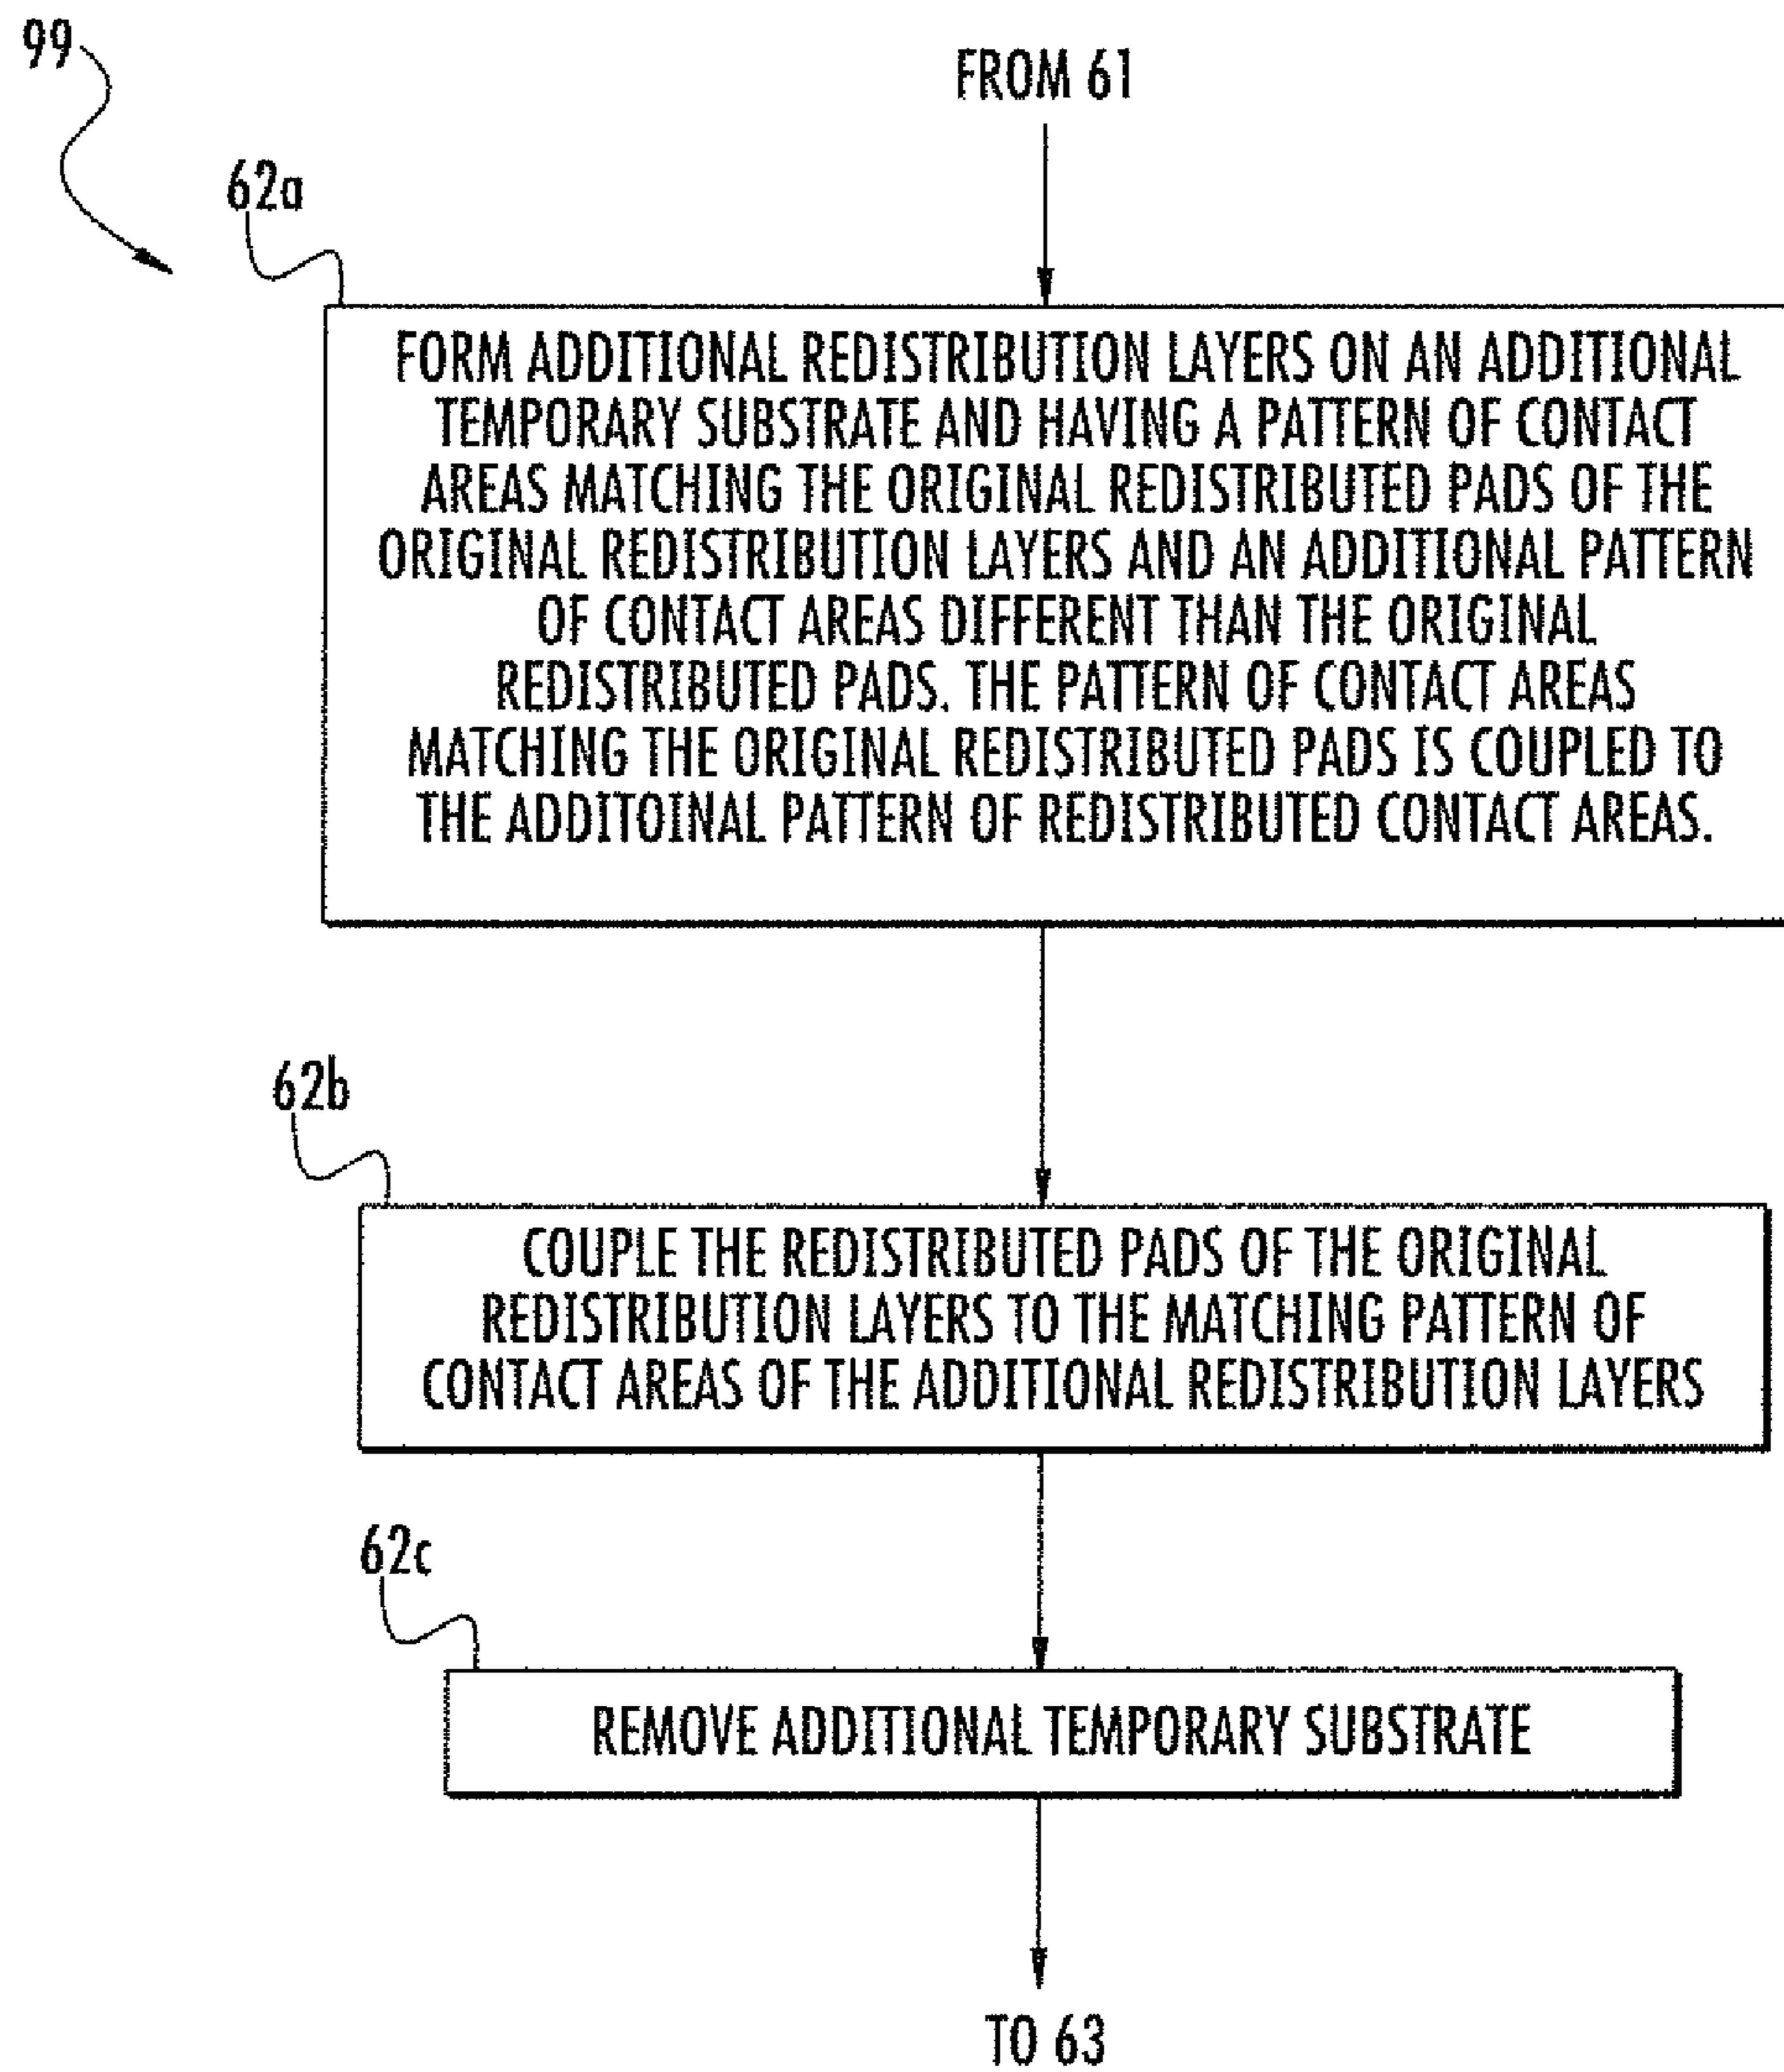 99
FROM 61
62a
FORM ADDITIONAL REDISTRIBUTION LAYERS ON AN ADDITIONAL
TEMPORARY SUBSTRATE AND HAVING A PATTERN OF CONTACT
AREAS MATCHING THE ORIGINAL REDISTRIBUTED PADS OF THE
ORIGINAL REDISTRIBUTION LAYERS AND AN ADDITIONAL PATTERN
OF CONTACT AREAS DIFFERENT THAN THE ORIGINAL
REDISTRIBUTED PADS. THE PATTERN OF CONTACT AREAS
MATCHING THE ORIGINAL REDISTRIBUTED PADS IS COUPLED TO
THE ADDITOINAL PATTERN OF REDISTRIBUTED CONTACT AREAS.
62b
COUPLE THE REDISTRIBUTED PADS OF THE ORIGINAL
REDISTRIBUTION LAYERS TO THE MATCHING PATTERN OF
CONTACT AREAS OF THE ADDITIONAL REDISTRIBUTION LAYERS
62c
REMOVE ADDITIONAL TEMPORARY SUBSTRATE
TO 63